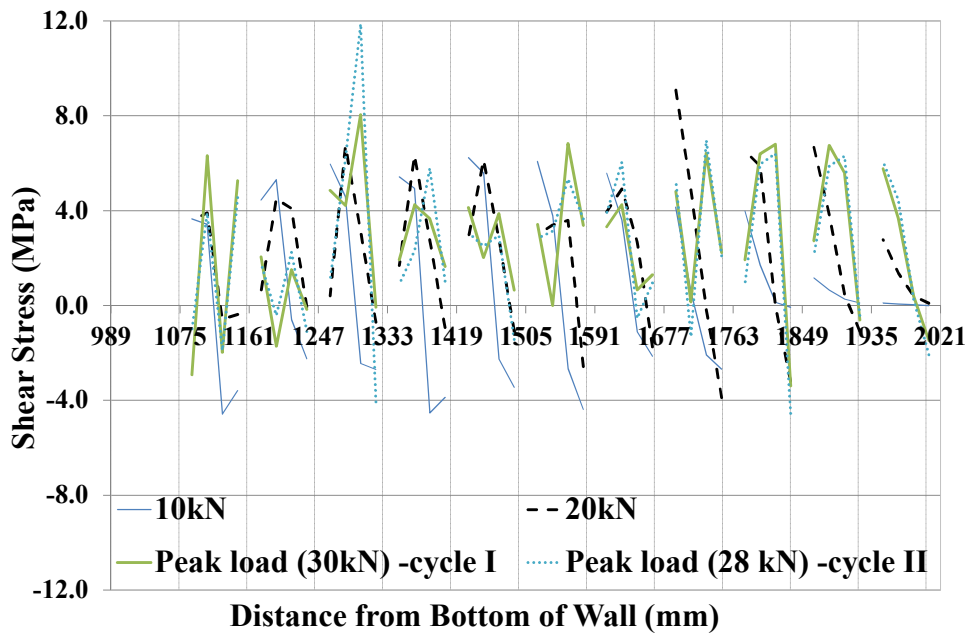 12.0
8.0
4.0
0.0
-4.0
-8.0
-12.0
Shear Stress (MPa)
989 1075 1161 1247 1333 1419 1505 1591 1677 1763 1849 1935 2021
10kN 20kN
Peak load (30kN) -cycle I Peak load (28 kN) -cycle II
Distance from Bottom of Wall (mm)